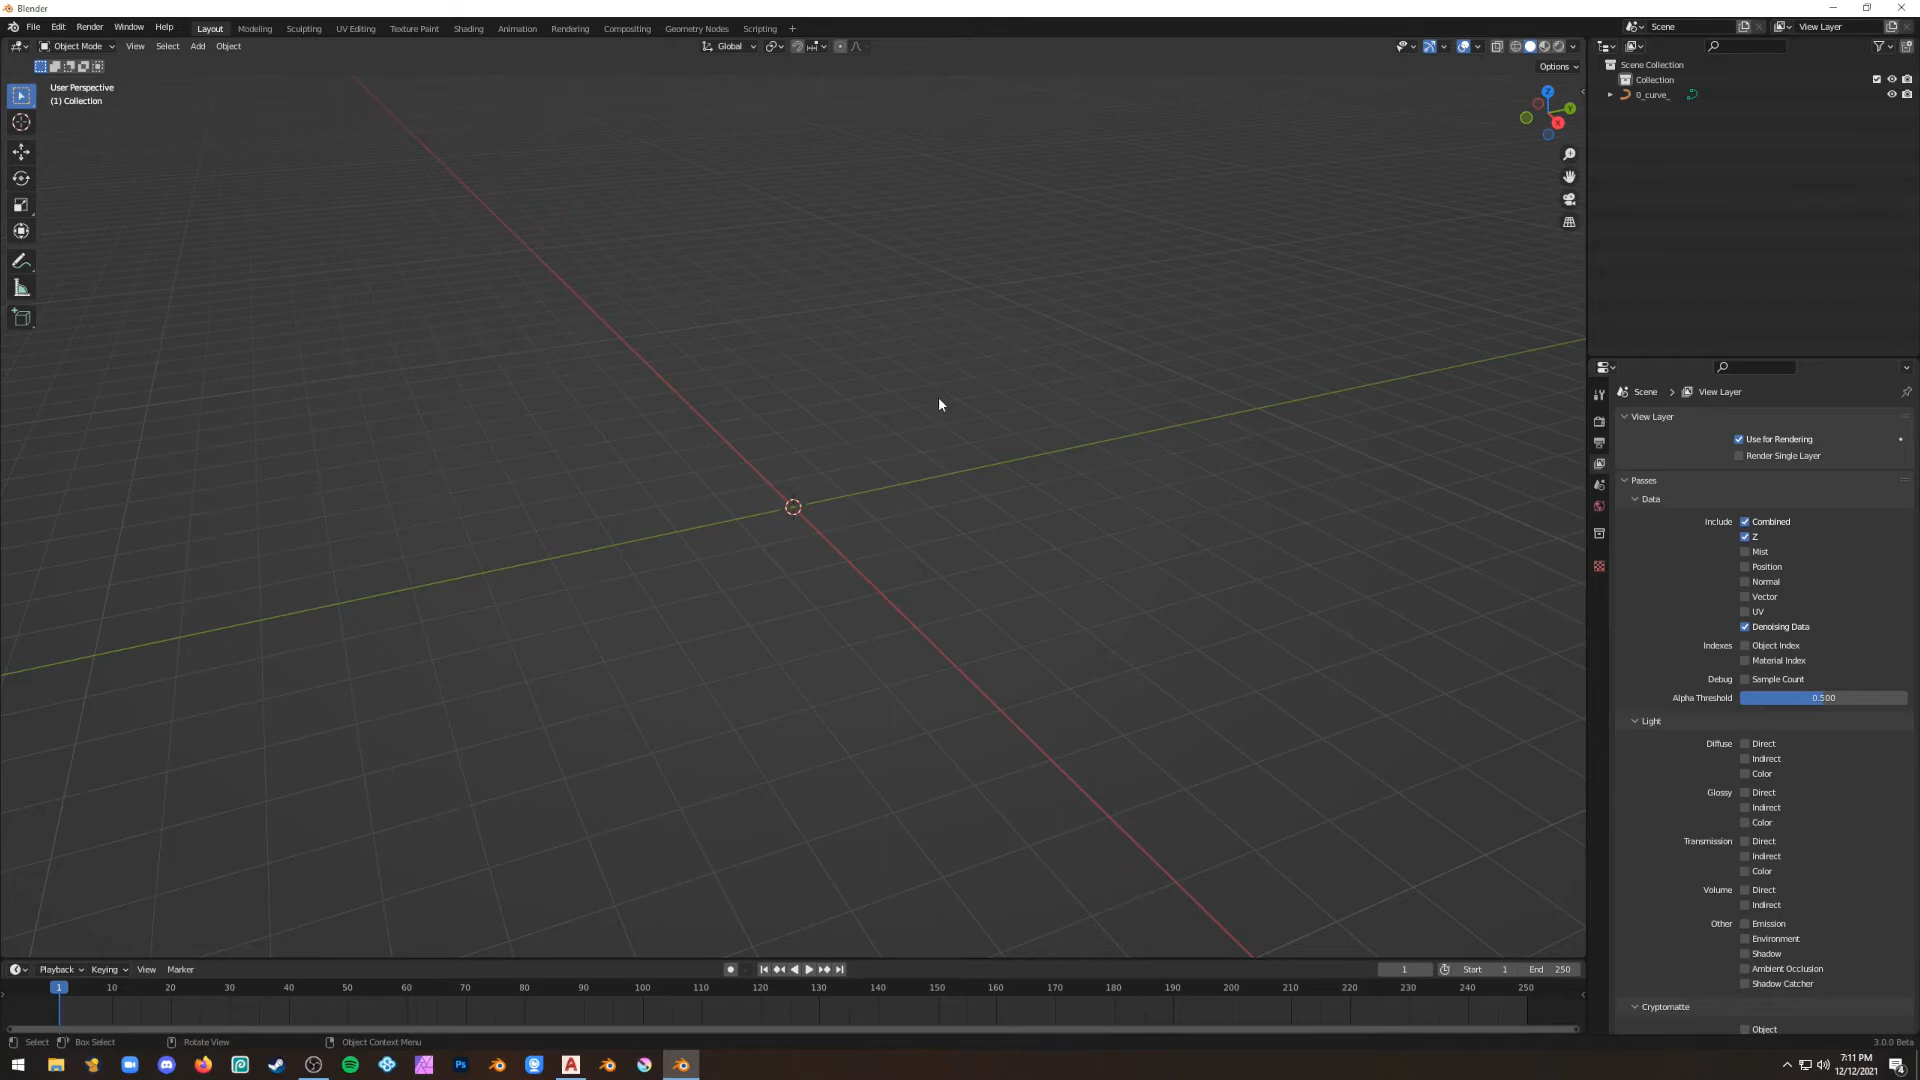 Blender
File Edit Render Window Help Layout Modeling Sculpting UV Editing Texture Paint Shading Animation Rendering Compositing Geometry Nodes Scripting + Scene View Layer
Object Mode View Select Add Object Global
Options
User Perspective
(1) Collection
Z
Y
X
Scene Collection
Collection
0_curve_
Scene > View Layer
View Layer
Use for Rendering
Render Single Layer
Passes
Data
Include Combined
Z
Mist
Position
Normal
Vector
UV
Denoising Data
Indexes Object Index
Material Index
Debug Sample Count
Alpha Threshold 0.500
Light
Diffuse Direct
Indirect
Color
Glossy Direct
Indirect
Color
Transmission Direct
Indirect
Color
Volume Direct
Indirect
Other Emission
Environment
Shadow
Ambient Occlusion
Shadow Catcher
Cryptomatte
Object
Playback Keying View Marker 1 Start 1 End 250
1 10 20 30 40 50 60 70 80 90 100 110 120 130 140 150 160 170 180 190 200 210 220 230 240 250
Select Box Select Rotate View Object Context Menu 3.0.0 Beta
Ps A 7:11 PM
12/12/2021 4